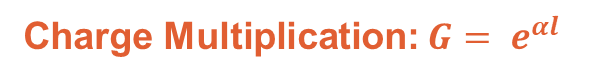 Charge Multiplication: G = e^{αl}